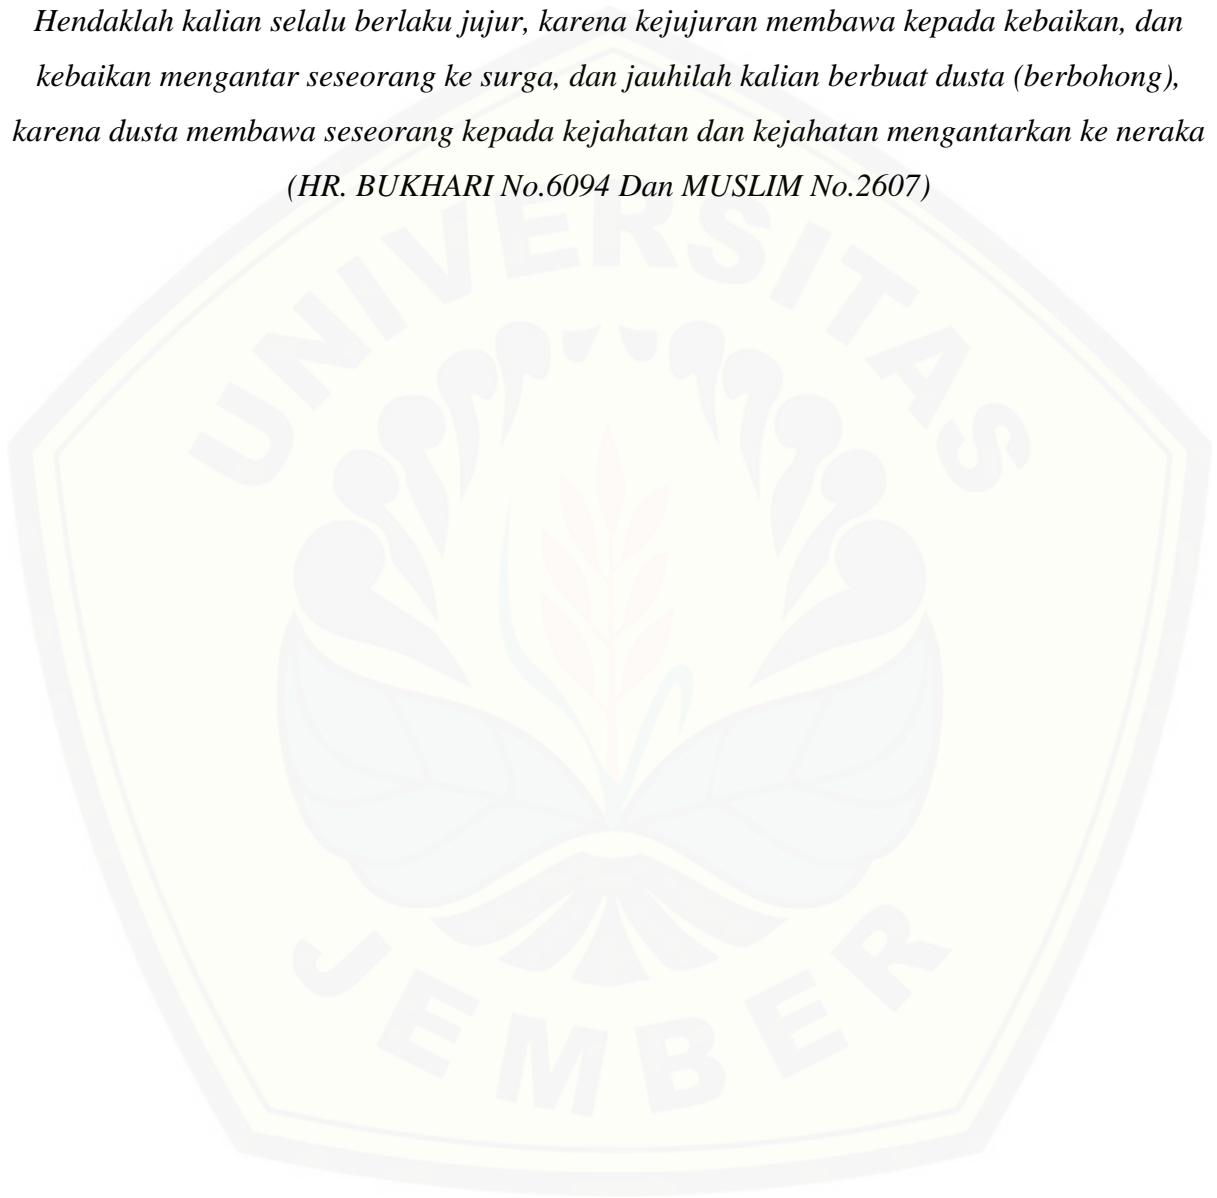 Hendaklah kalian selalu berlaku jujur, karena kejujuran membawa kepada kebaikan, dan
kebaikan mengantar seseorang ke surga, dan jauhilah kalian berbuat dusta (berbohong),
karena dusta membawa seseorang kepada kejahatan dan kejahatan mengantarkan ke neraka
(HR. BUKHARI No.6094 Dan MUSLIM No.2607)
UNIVERSITAS
JEMBER